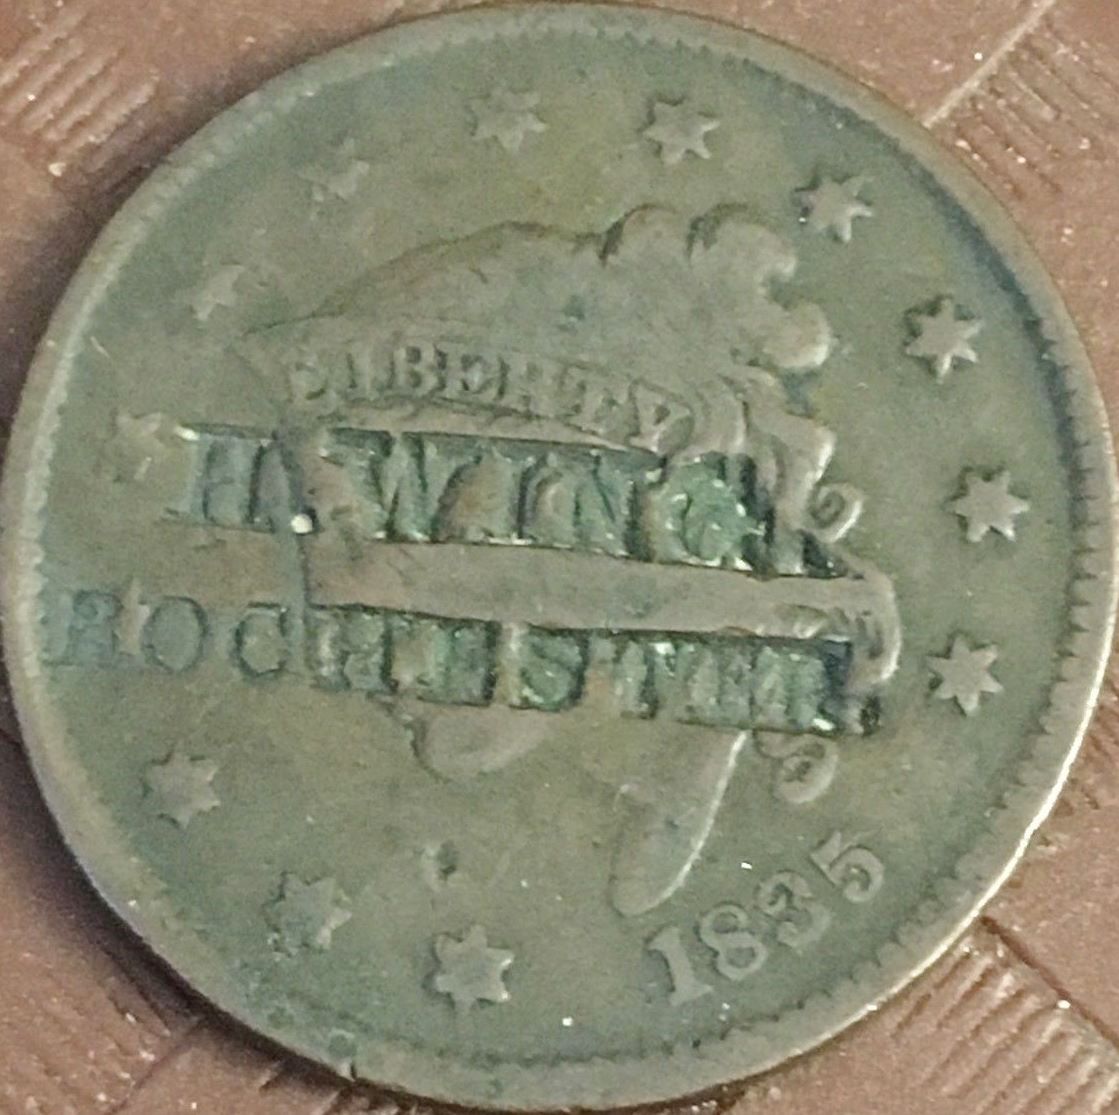 LIBERTY
H. WING
ROCHESTER
1835